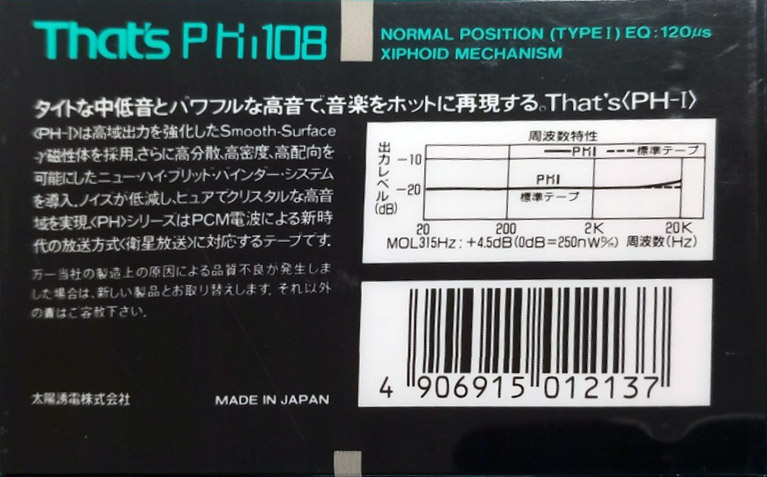 That's PHI 108
NORMAL POSITION (TYPE I) EQ:120μs
XIPHOID MECHANISM
タイトな中低音とパワフルな高音で、音楽をホットに再現する。That's〈PH-I〉
〈PH-I〉は高域出力を強化したSmooth-Surface
-γ磁性体を採用。さらに高分散、高密度、高配向を
可能にしたニュー・ハイ・ブリッド・バインダー・システム
を導入。ノイズが低減し、ピュアでクリスタルな高音
域を実現。〈PH〉シリーズはPCM電波による新時
代の放送方式〈衛星放送〉に対応するテープです。
万一当社の製造上の原因による品質不良が発生しま
した場合は、新しい製品とお取り替えします。それ以外
の責はご容赦下さい。
太陽誘電株式会社
MADE IN JAPAN
周波数特性
PHI 標準テープ
出力レベル(dB)
-10
-20
PHI
標準テープ
20 200 2K 20K
MOL315Hz:+4.5dB(0dB=250nW%) 周波数(Hz)
4 906915 012137